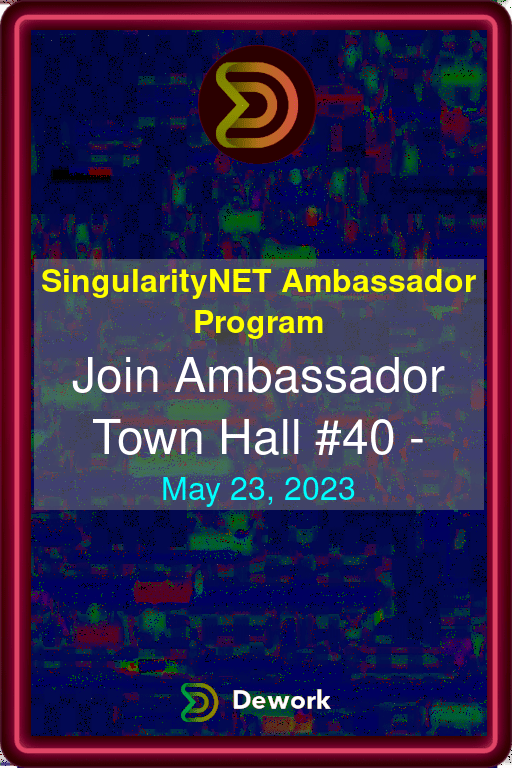 SingularityNET Ambassador
Program
Join Ambassador
Town Hall #40 -
May 23, 2023
Dework